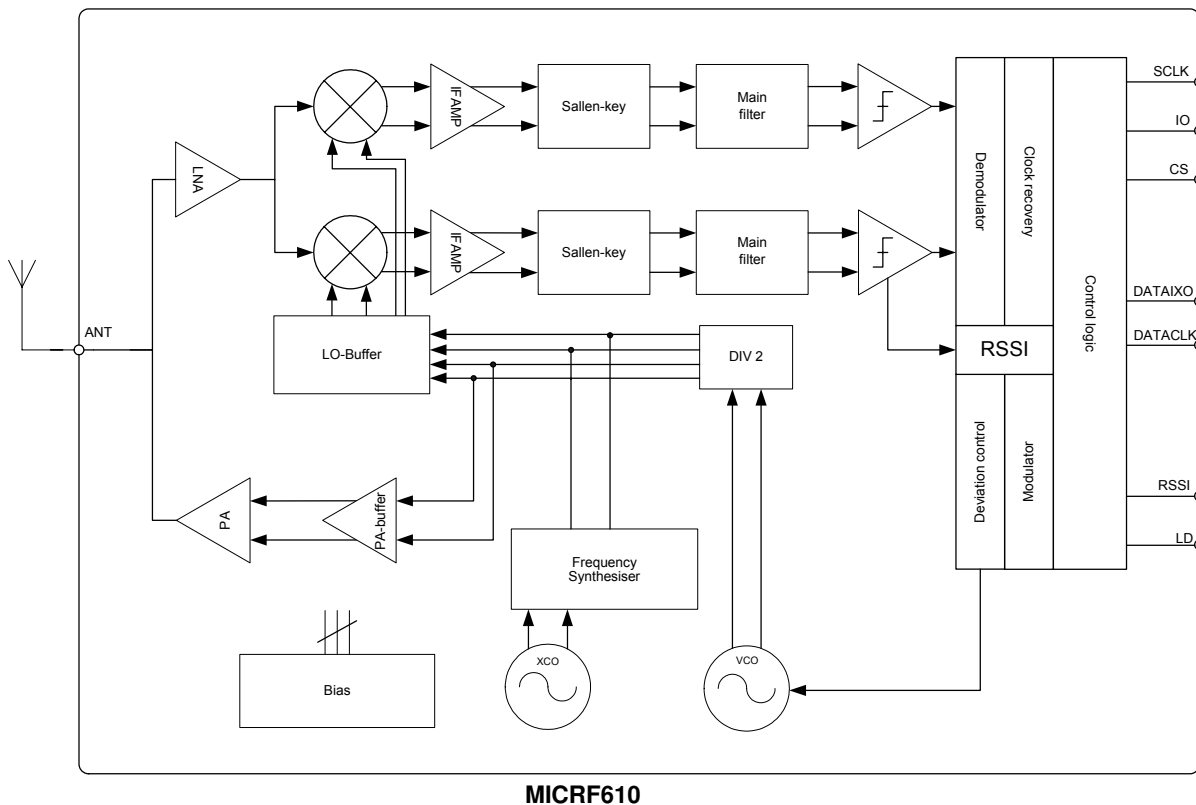 SCLK
IFAMP
Sallen-key
Main
filter
IO
LNA
Demodulator
Clock recovery
CS
IFAMP
Sallen-key
Main
filter
Control logic
DATAIXO
ANT
LO-Buffer
DIV 2
RSSI
DATACLK
PA
PA-buffer
Deviation control
Modulator
RSSI
LD
Frequency
Synthesiser
XCO
VCO
Bias
MICRF610